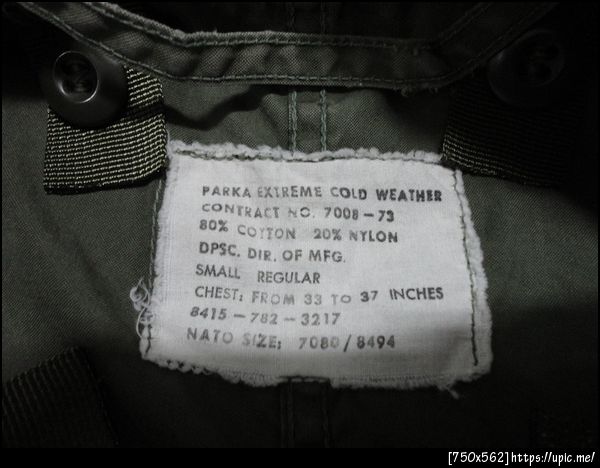 PARKA EXTREME COLD WEATHER
CONTRACT NO. 7008-73
80% COTTON 20% NYLON
DPSC. DIR. OF MFG.
SMALL REGULAR
CHEST: FROM 33 TO 37 INCHES
8415-782-3217
NATO SIZE: 7080/8494
[750x562]https://upic.me/